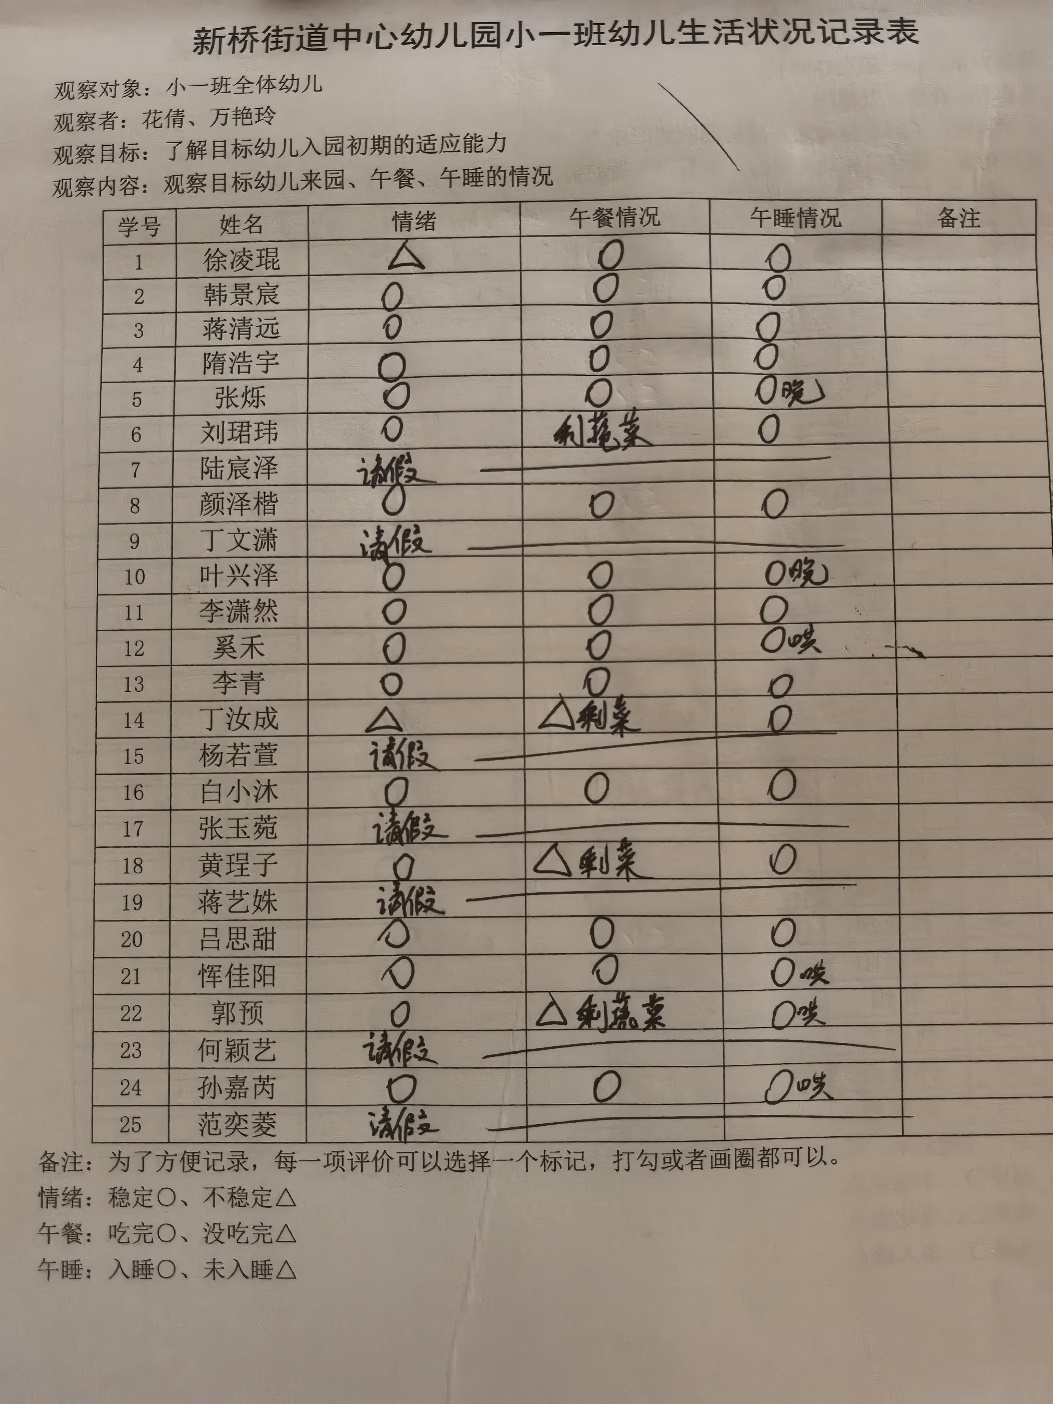 新桥街道中心幼儿园小一班幼儿生活状况记录表
观察对象：小一班全体幼儿
观察者：花倩、万艳玲
观察目标：了解目标幼儿入园初期的适应能力
观察内容：观察目标幼儿来园、午餐、午睡的情况
学号 姓名 情绪 午餐情况 午睡情况 备注
1 徐凌琨 △ ○ ○
2 韩景宸 ○ ○ ○
3 蒋清远 ○ ○ ○
4 隋浩宇 ○ ○ ○
5 张烁 ○ ○ ○晚
6 刘珺玮 ○ 剩蔬菜 ○
7 陆宸泽 请假
8 颜泽楷 ○ ○ ○
9 丁文潇 请假
10 叶兴泽 ○ ○ ○晚
11 李潇然 ○ ○ ○
12 奚禾 ○ ○ ○哄
13 李青 ○ ○ ○
14 丁汝成 △ △剩菜 ○
15 杨若萱 请假
16 白小沐 ○ ○ ○
17 张玉菀 请假
18 黄珵子 ○ △剩菜 ○
19 蒋艺姝 请假
20 吕思甜 ○ ○ ○
21 恽佳阳 ○ ○ ○哄
22 郭预 ○ △剩蔬菜 ○哄
23 何颖艺 请假
24 孙嘉芮 ○ ○ ○哄
25 范奕菱 请假
备注：为了方便记录，每一项评价可以选择一个标记，打勾或者画圈都可以。
情绪：稳定○、不稳定△
午餐：吃完○、没吃完△
午睡：入睡○、未入睡△